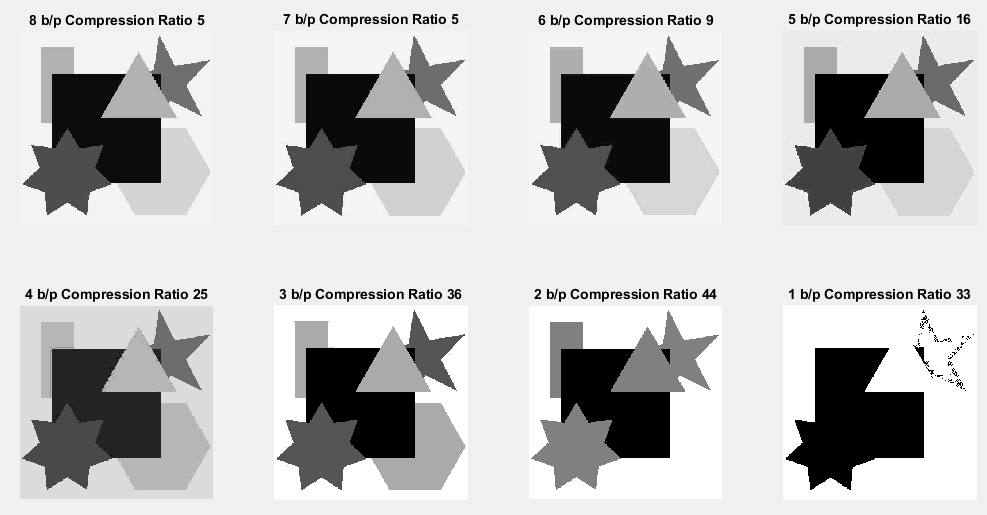 8 b/p Compression Ratio 5
7 b/p Compression Ratio 5
6 b/p Compression Ratio 9
5 b/p Compression Ratio 16
4 b/p Compression Ratio 25
3 b/p Compression Ratio 36
2 b/p Compression Ratio 44
1 b/p Compression Ratio 33